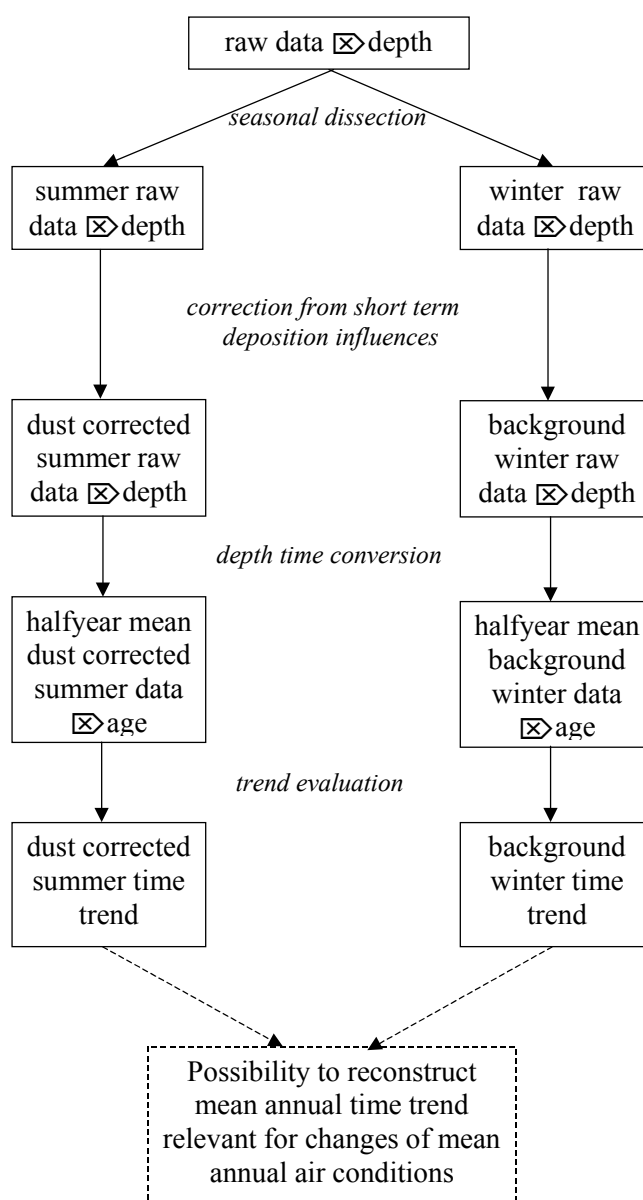 raw data ⌦ depth
seasonal dissection
summer raw
data ⌦ depth
winter raw
data ⌦ depth
correction from short term
deposition influences
dust corrected
summer raw
data ⌦ depth
background
winter raw
data ⌦ depth
depth time conversion
halfyear mean
dust corrected
summer data
⌦ age
halfyear mean
background
winter data
⌦ age
trend evaluation
dust corrected
summer time
trend
background
winter time
trend
Possibility to reconstruct
mean annual time trend
relevant for changes of mean
annual air conditions